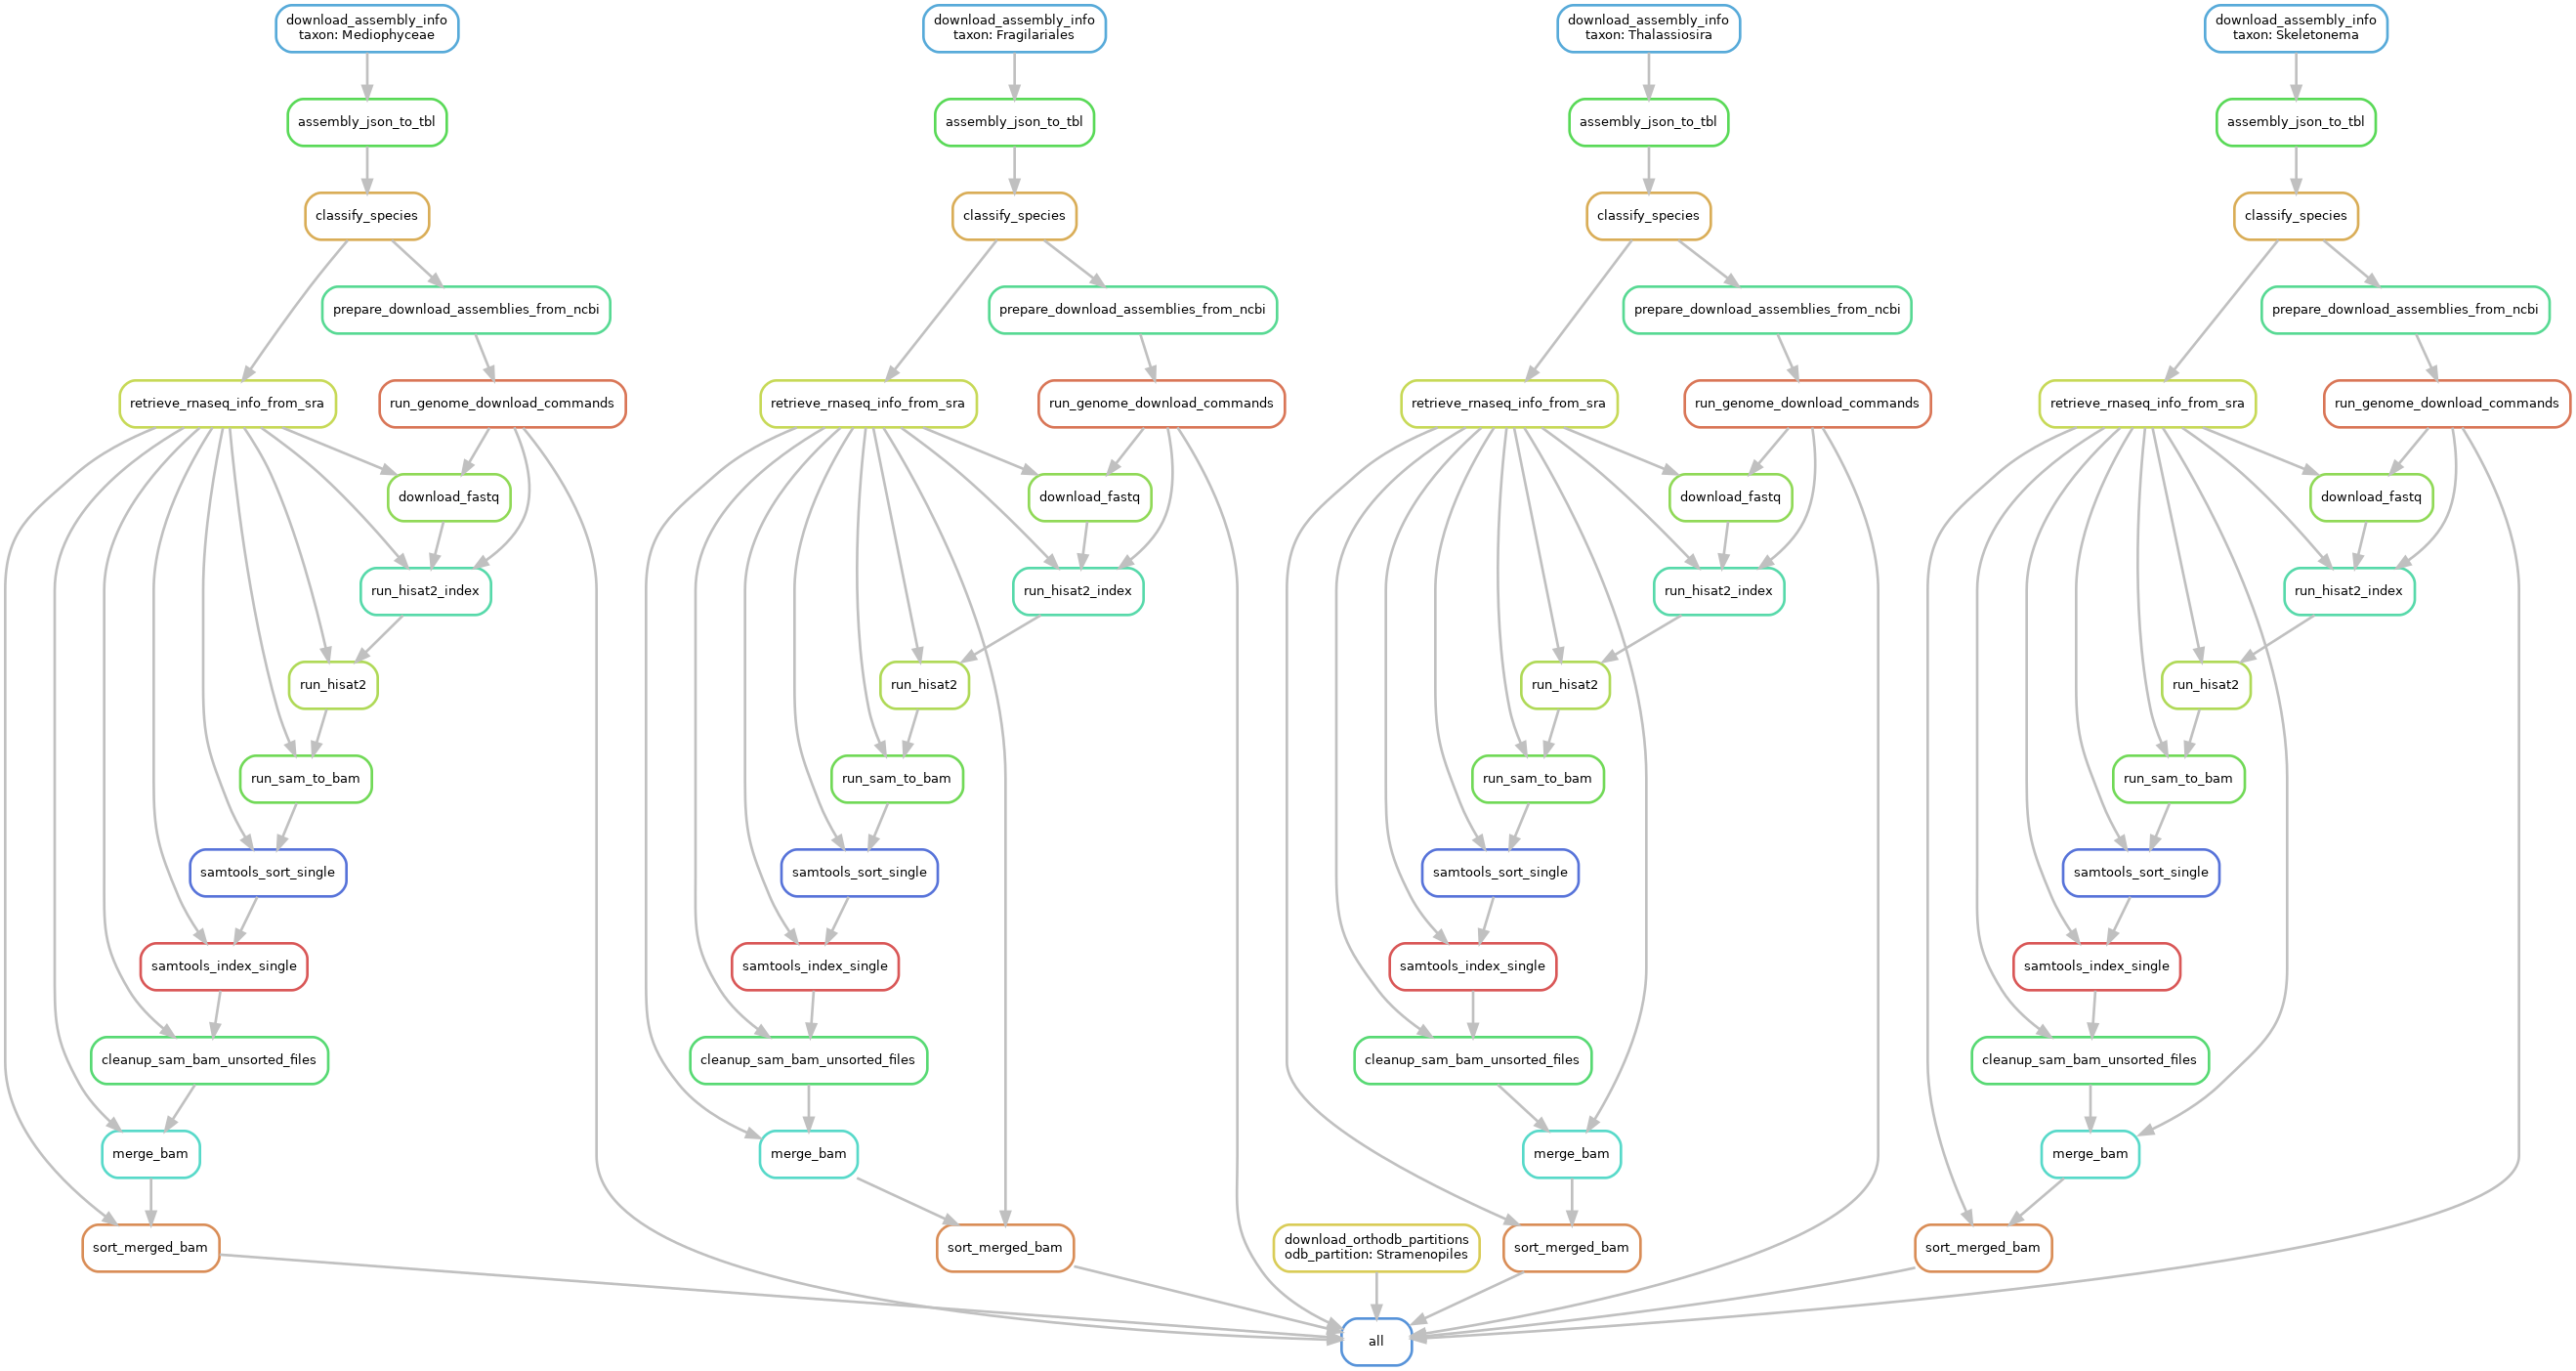 download_assembly_info
taxon: Mediophyceae
download_assembly_info
taxon: Fragilariales
download_assembly_info
taxon: Thalassiosira
download_assembly_info
taxon: Skeletonema
assembly_json_to_tbl
assembly_json_to_tbl
assembly_json_to_tbl
assembly_json_to_tbl
classify_species
classify_species
classify_species
classify_species
prepare_download_assemblies_from_ncbi
prepare_download_assemblies_from_ncbi
prepare_download_assemblies_from_ncbi
prepare_download_assemblies_from_ncbi
retrieve_rnaseq_info_from_sra
run_genome_download_commands
retrieve_rnaseq_info_from_sra
run_genome_download_commands
retrieve_rnaseq_info_from_sra
run_genome_download_commands
retrieve_rnaseq_info_from_sra
run_genome_download_commands
download_fastq
download_fastq
download_fastq
download_fastq
run_hisat2_index
run_hisat2_index
run_hisat2_index
run_hisat2_index
run_hisat2
run_hisat2
run_hisat2
run_hisat2
run_sam_to_bam
run_sam_to_bam
run_sam_to_bam
run_sam_to_bam
samtools_sort_single
samtools_sort_single
samtools_sort_single
samtools_sort_single
samtools_index_single
samtools_index_single
samtools_index_single
samtools_index_single
cleanup_sam_bam_unsorted_files
cleanup_sam_bam_unsorted_files
cleanup_sam_bam_unsorted_files
cleanup_sam_bam_unsorted_files
merge_bam
merge_bam
merge_bam
merge_bam
sort_merged_bam
sort_merged_bam
download_orthodb_partitions
odb_partition: Stramenopiles
sort_merged_bam
sort_merged_bam
all